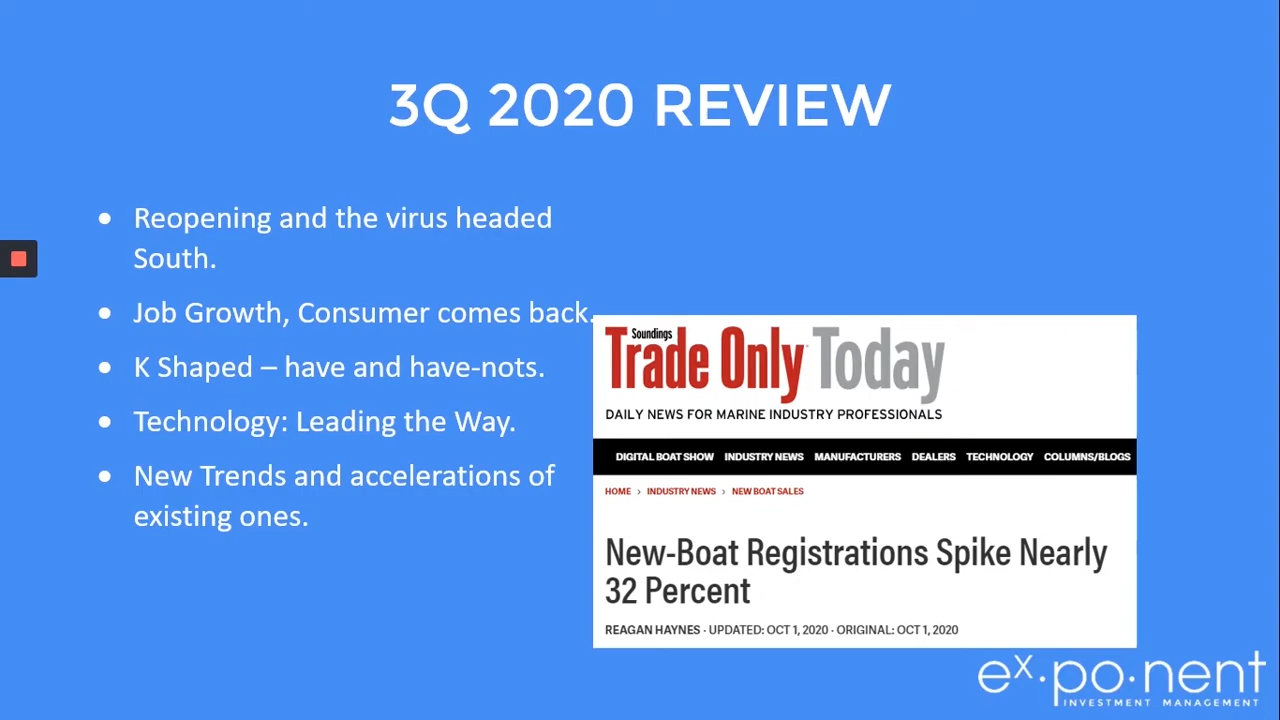 3Q 2020 REVIEW
• Reopening and the virus headed
South.
• Job Growth, Consumer comes back.
• K Shaped – have and have-nots.
• Technology: Leading the Way.
• New Trends and accelerations of
existing ones.
Soundings
Trade Only Today
DAILY NEWS FOR MARINE INDUSTRY PROFESSIONALS
DIGITAL BOAT SHOW INDUSTRY NEWS MANUFACTURERS DEALERS TECHNOLOGY COLUMNS/BLOGS
HOME › INDUSTRY NEWS › NEW BOAT SALES
New-Boat Registrations Spike Nearly
32 Percent
REAGAN HAYNES · UPDATED: OCT 1, 2020 · ORIGINAL: OCT 1, 2020
ex·po·nent
INVESTMENT MANAGEMENT